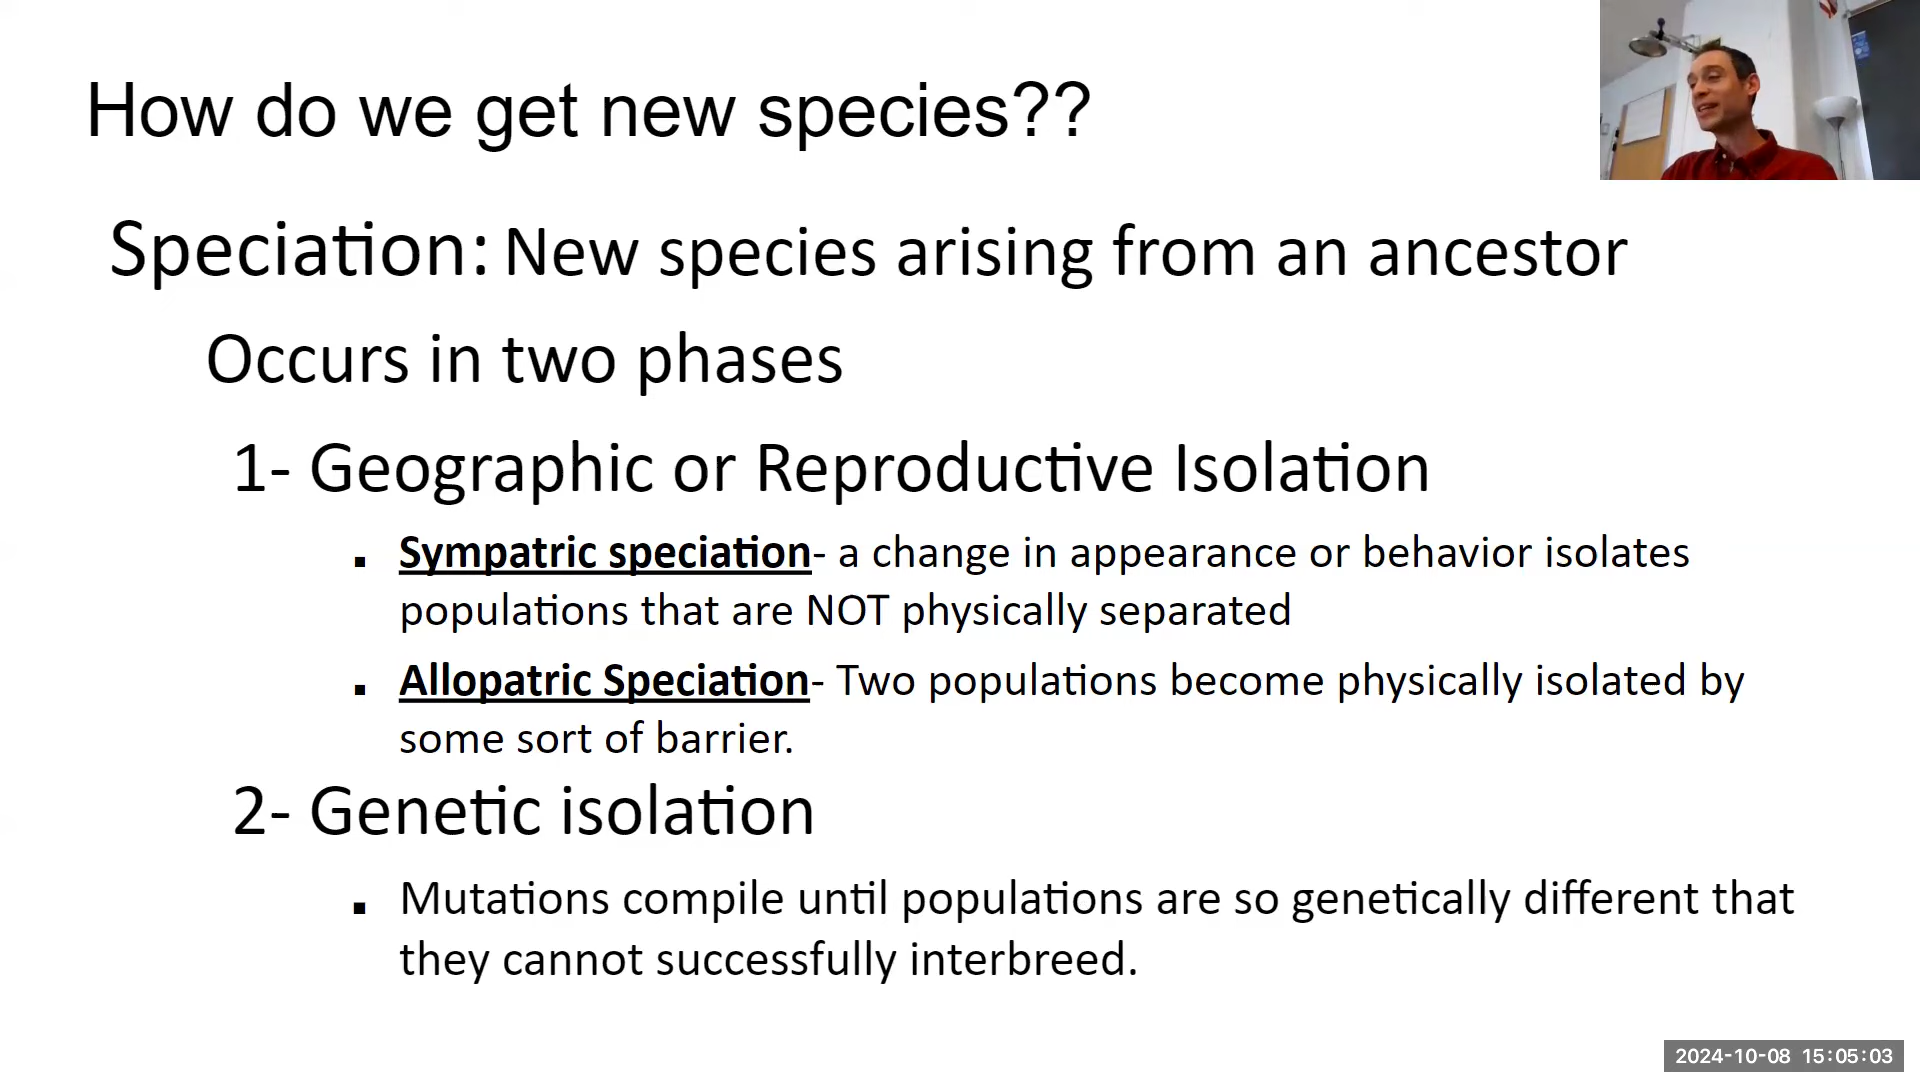 How do we get new species??
Speciation: New species arising from an ancestor
Occurs in two phases
1- Geographic or Reproductive Isolation
▪ Sympatric speciation- a change in appearance or behavior isolates
populations that are NOT physically separated
▪ Allopatric Speciation- Two populations become physically isolated by
some sort of barrier.
2- Genetic isolation
▪ Mutations compile until populations are so genetically different that
they cannot successfully interbreed.
2024-10-08 15:05:03